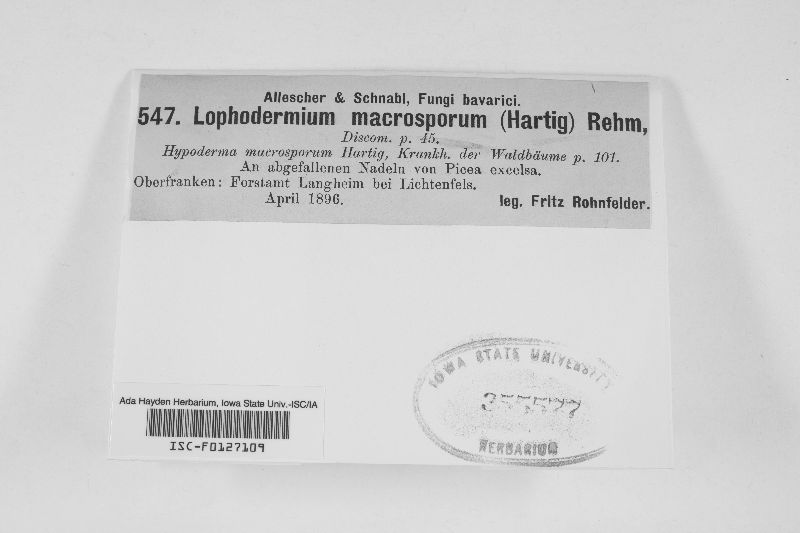 Allescher & Schnabl, Fungi bavarici.
547. Lophodermium macrosporum (Hartig) Rehm,
Discom. p. 45.
Hypoderma macrosporum Hartig, Krankh. der Waldbäume p. 101.
An abgefallenen Nadeln von Picea excelsa.
Oberfranken: Forstamt Langheim bei Lichtenfels.
April 1896. leg. Fritz Rohnfelder.
IOWA STATE UNIVERSITY
HERBARIUM
Ada Hayden Herbarium, Iowa State Univ.-ISC/IA
ISC-F0127109